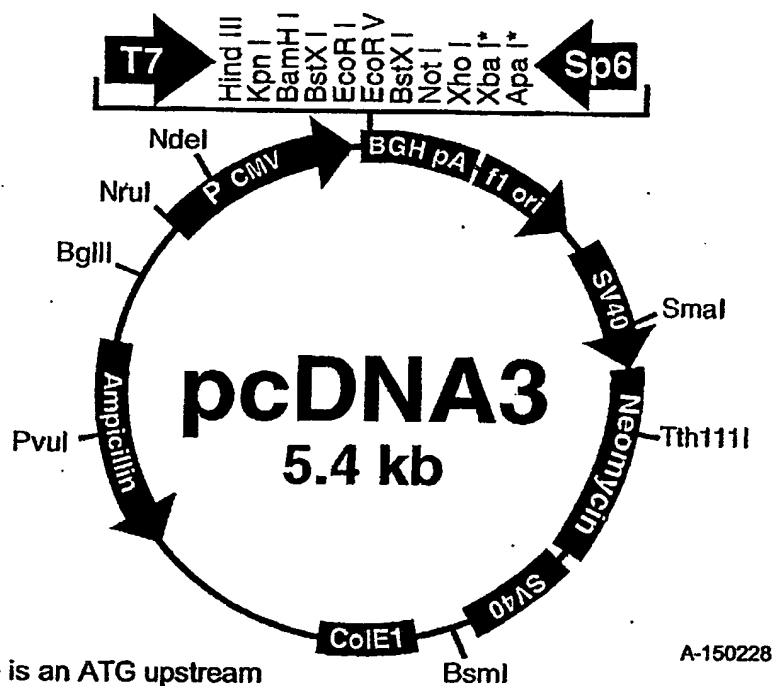 T7
Hind III
Kpn I
BamH I
BstX I
EcoR I
EcoR V
BstX I
Not I
Xho I
Xba I*
Apa I*
Sp6
NdeI
NruI
BglII
PvuI
P CMV
BGH pA
f1 ori
SV40
SmaI
Neomycin
Tth111I
SV40
BsmI
ColE1
Ampicillin
pcDNA3
5.4 kb
is an ATG upstream
A-150228